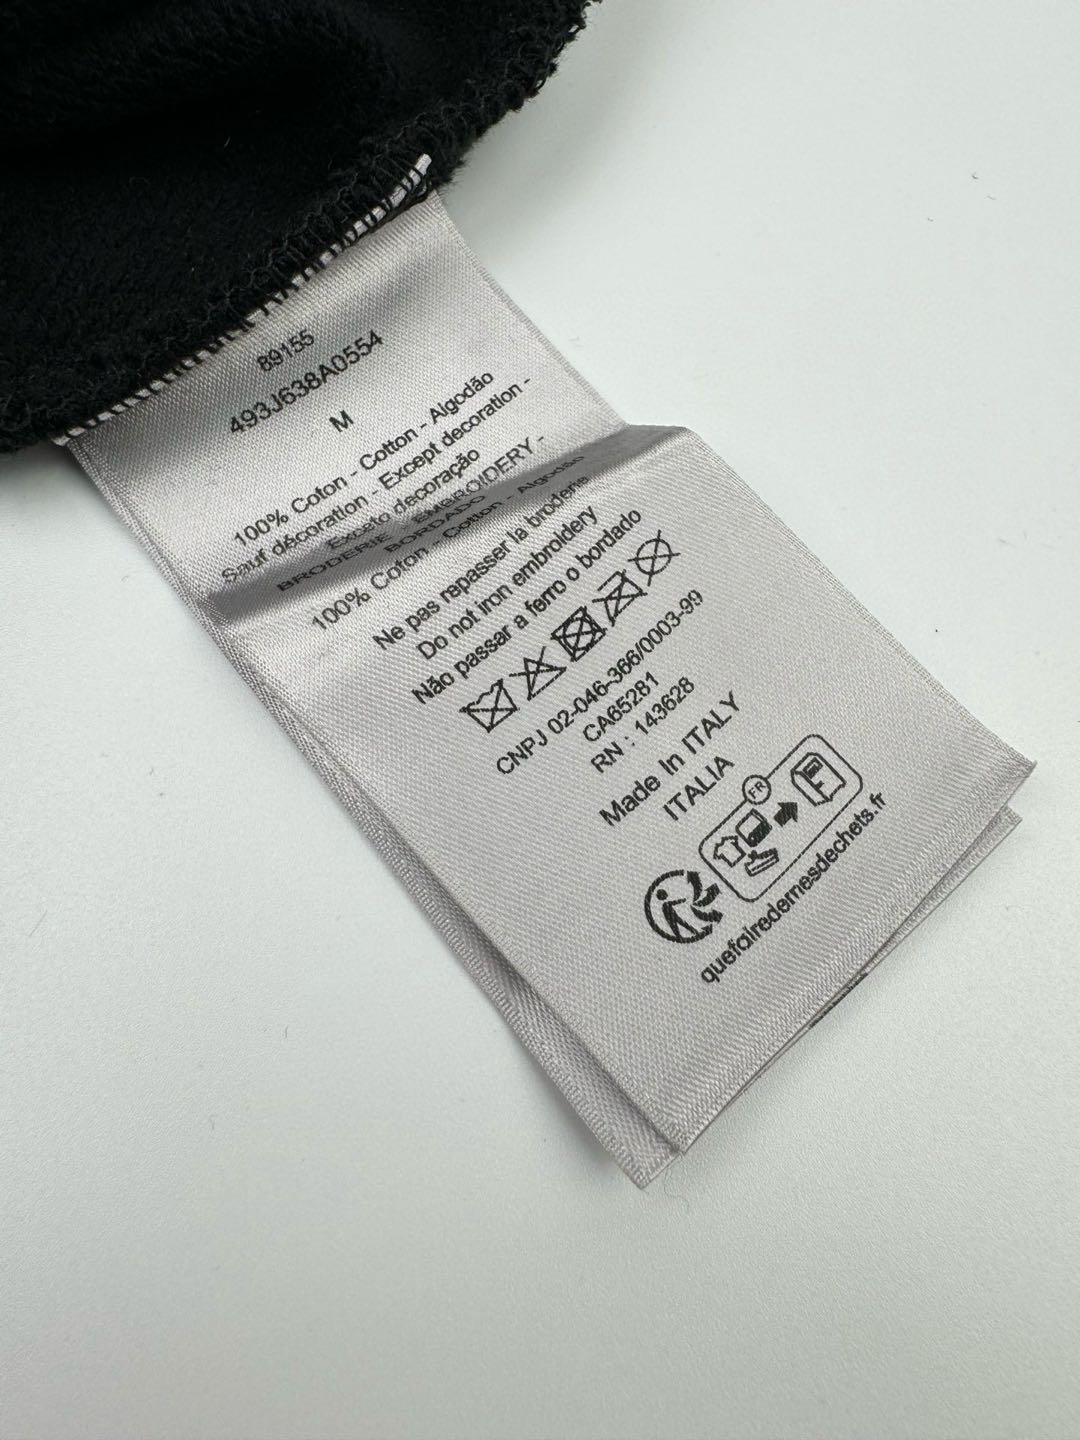 89155
493J638A0554
M
100% Coton - Cotton - Algodão
Sauf décoration - Except decoration -
Exceto decoração
BRODERIE - EMBROIDERY -
BORDADO
100% Coton - Cotton - Algodão
Ne pas repasser la broderie
Do not iron embroidery
Não passar a ferro o bordado
CNPJ 02-046-366/0003-99
CA65281
RN : 143628
Made In ITALY
ITALIA
FR
quefairedemesdechets.fr